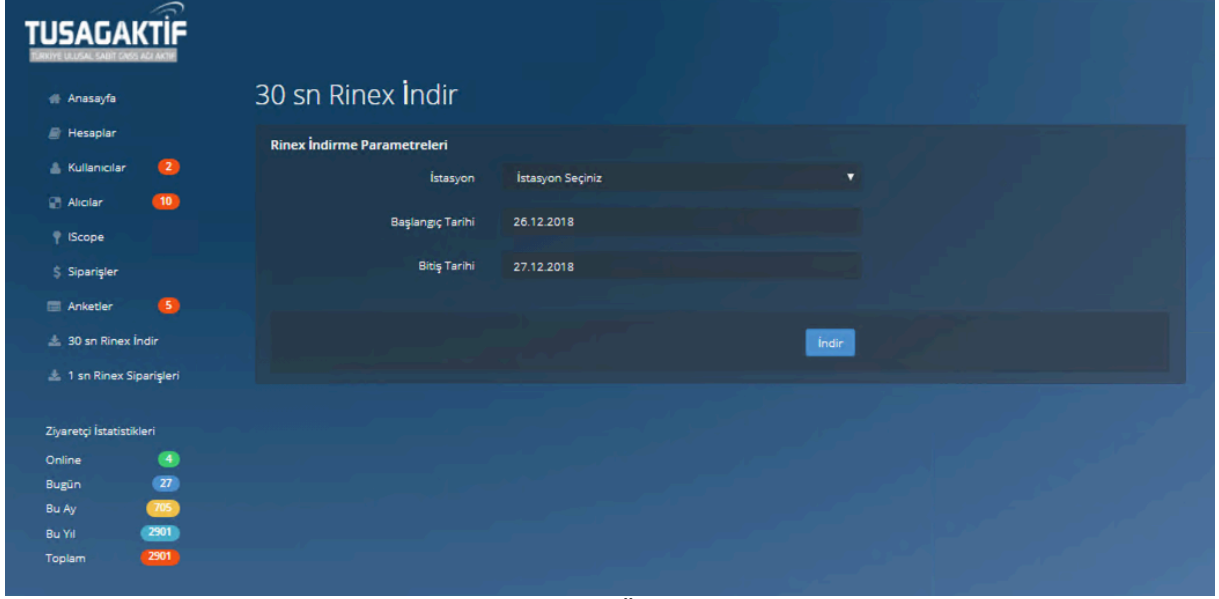 TUSAGAKTİF
TÜRKİYE ULUSAL SABİT GNSS AĞI AKTİF
Anasayfa
Hesaplar
Kullanıcılar 2
Alıcılar 10
IScope
$ Siparişler
Anketler 5
30 sn Rinex İndir
1 sn Rinex Siparişleri
Ziyaretçi İstatistikleri
Online 4
Bugün 27
Bu Ay 705
Bu Yıl 2901
Toplam 2901
30 sn Rinex İndir
Rinex İndirme Parametreleri
İstasyon İstasyon Seçiniz
Başlangıç Tarihi 26.12.2018
Bitiş Tarihi 27.12.2018
İndir